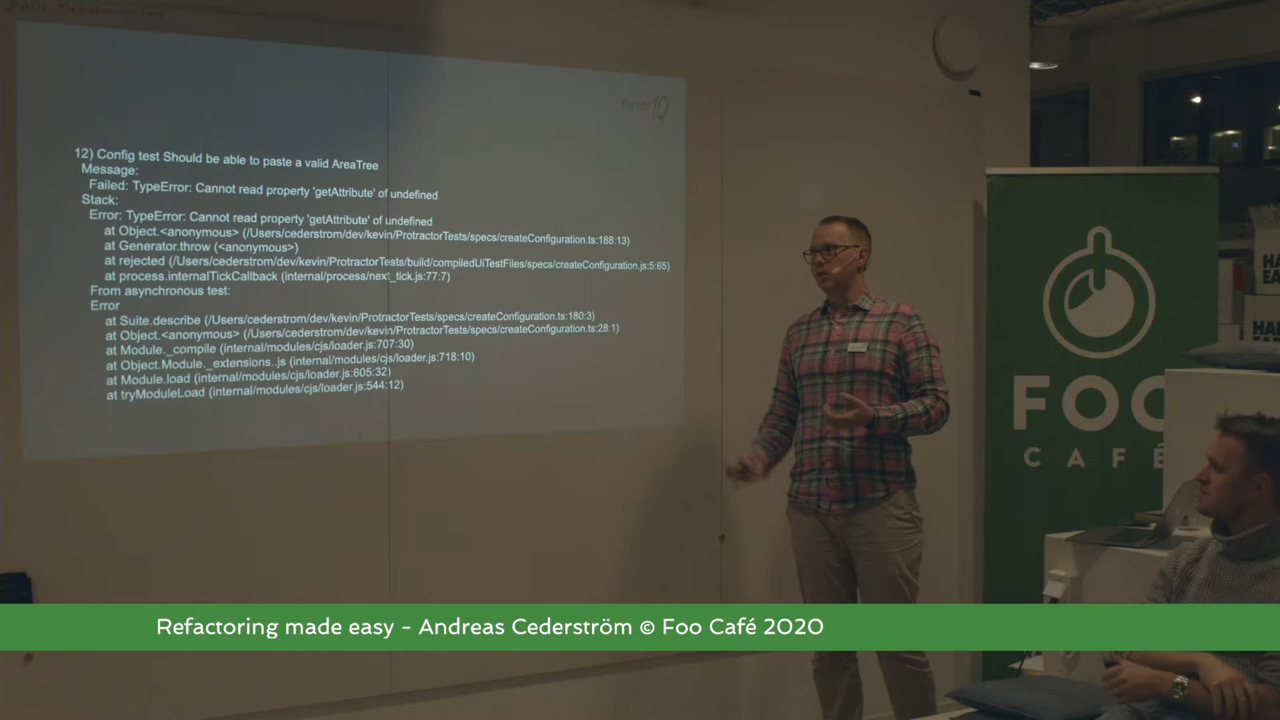 factor10
12) Config test Should be able to paste a valid AreaTree
Message:
Failed: TypeError: Cannot read property 'getAttribute' of undefined
Stack:
Error: TypeError: Cannot read property 'getAttribute' of undefined
at Object.<anonymous> (/Users/cederstrom/dev/kevin/ProtractorTests/specs/createConfiguration.ts:188:13)
at Generator.throw (<anonymous>)
at rejected (/Users/cederstrom/dev/kevin/ProtractorTests/build/compiledUiTestFiles/specs/createConfiguration.js:5:65)
at process.internalTickCallback (internal/process/next_tick.js:77:7)
From asynchronous test:
Error
at Suite.describe (/Users/cederstrom/dev/kevin/ProtractorTests/specs/createConfiguration.ts:180:3)
at Object.<anonymous> (/Users/cederstrom/dev/kevin/ProtractorTests/specs/createConfiguration.ts:28:1)
at Module._compile (internal/modules/cjs/loader.js:707:30)
at Object.Module._extensions..js (internal/modules/cjs/loader.js:718:10)
at Module.load (internal/modules/cjs/loader.js:605:32)
at tryModuleLoad (internal/modules/cjs/loader.js:544:12)
FOO
CAFÉ
HA
EA
HA
EA
Refactoring made easy - Andreas Cederström © Foo Café 2020